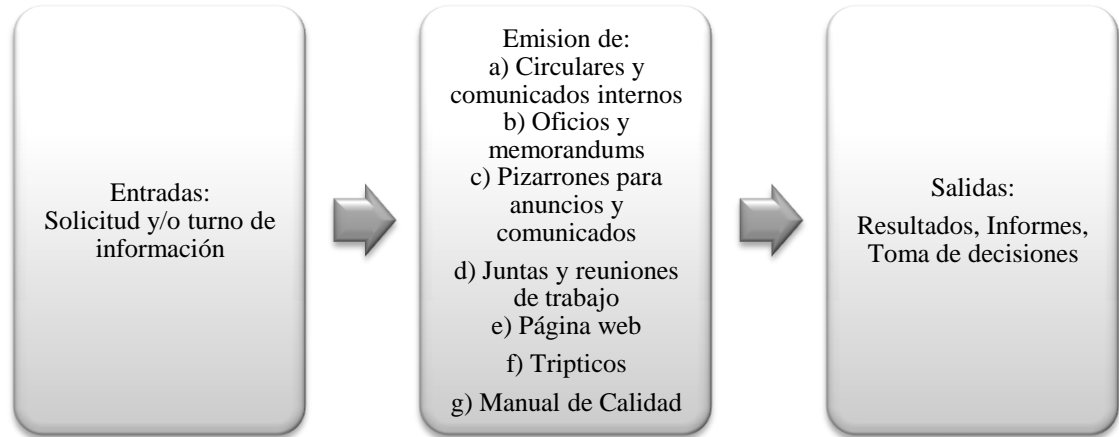 Entradas:
Solicitud y/o turno de
información
Emision de:
a) Circulares y
comunicados internos
b) Oficios y
memorandums
c) Pizarrones para
anuncios y
comunicados
d) Juntas y reuniones
de trabajo
e) Página web
f) Tripticos
g) Manual de Calidad
Salidas:
Resultados, Informes,
Toma de decisiones